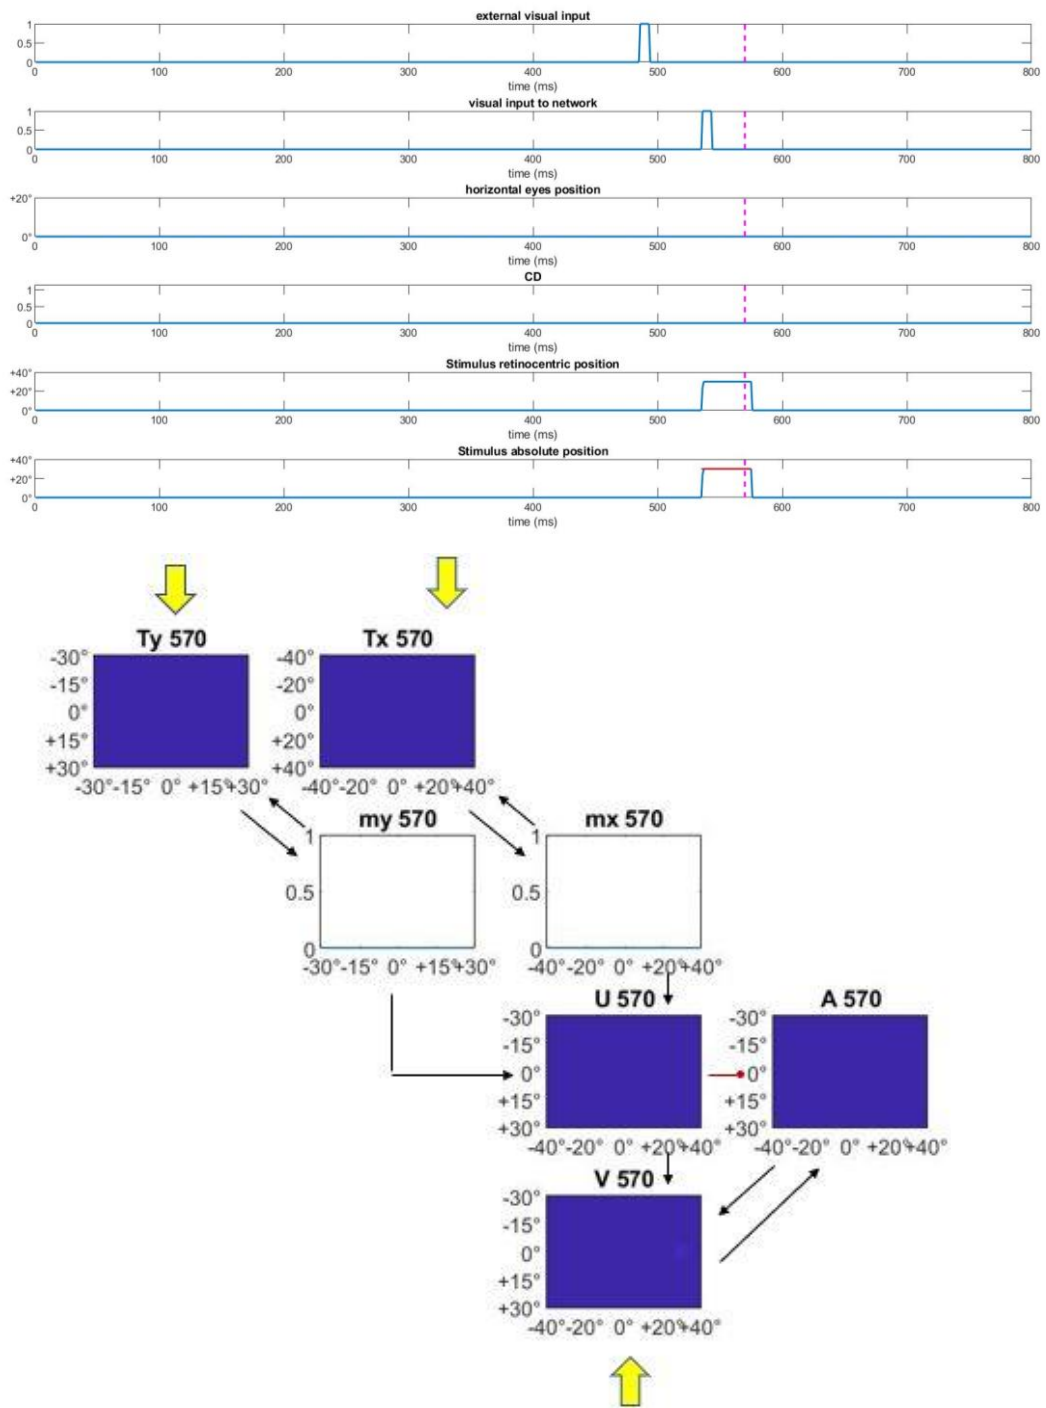 external visual input
1
0.5
0
0 100 200 300 400 500 600 700 800
time (ms)
visual input to network
1
0.5
0
0 100 200 300 400 500 600 700 800
time (ms)
horizontal eyes position
+20°
0°
0 100 200 300 400 500 600 700 800
time (ms)
CD
1
0.5
0
0 100 200 300 400 500 600 700 800
time (ms)
Stimulus retinocentric position
+40°
+20°
0°
0 100 200 300 400 500 600 700 800
time (ms)
Stimulus absolute position
+40°
+20°
0°
0 100 200 300 400 500 600 700 800
time (ms)
Ty 570
-30°
-15°
0°
+15°
+30°
-30° -15° 0° +15° +30°
Tx 570
-40°
-20°
0°
+20°
+40°
-40° -20° 0° +20° +40°
my 570
1
0.5
0
-30° -15° 0° +15° +30°
mx 570
1
0.5
0
-40° -20° 0° +20° +40°
U 570
-30°
-15°
0°
+15°
+30°
-40° -20° 0° +20° +40°
A 570
-30°
-15°
0°
+15°
+30°
-40° -20° 0° +20° +40°
V 570
-30°
-15°
0°
+15°
+30°
-40° -20° 0° +20° +40°